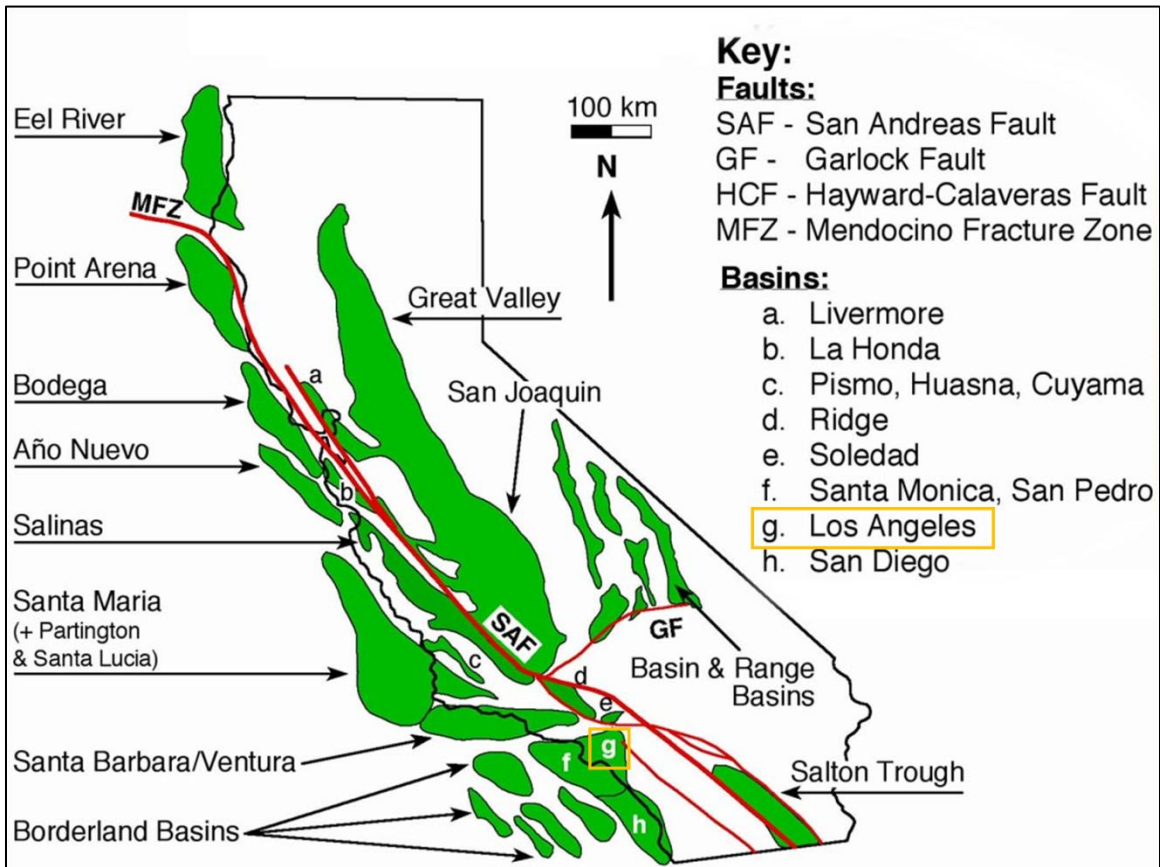 Eel River
MFZ
Point Arena
Bodega
Año Nuevo
Salinas
Santa Maria
(+ Partington
& Santa Lucia)
Santa Barbara/Ventura
Borderland Basins
100 km
N
Great Valley
San Joaquin
a
b
c
SAF
GF
Basin & Range
Basins
d
e
f
g
h
Salton Trough
Key:
Faults:
SAF - San Andreas Fault
GF - Garlock Fault
HCF - Hayward-Calaveras Fault
MFZ - Mendocino Fracture Zone
Basins:
a. Livermore
b. La Honda
c. Pismo, Huasna, Cuyama
d. Ridge
e. Soledad
f. Santa Monica, San Pedro
g. Los Angeles
h. San Diego